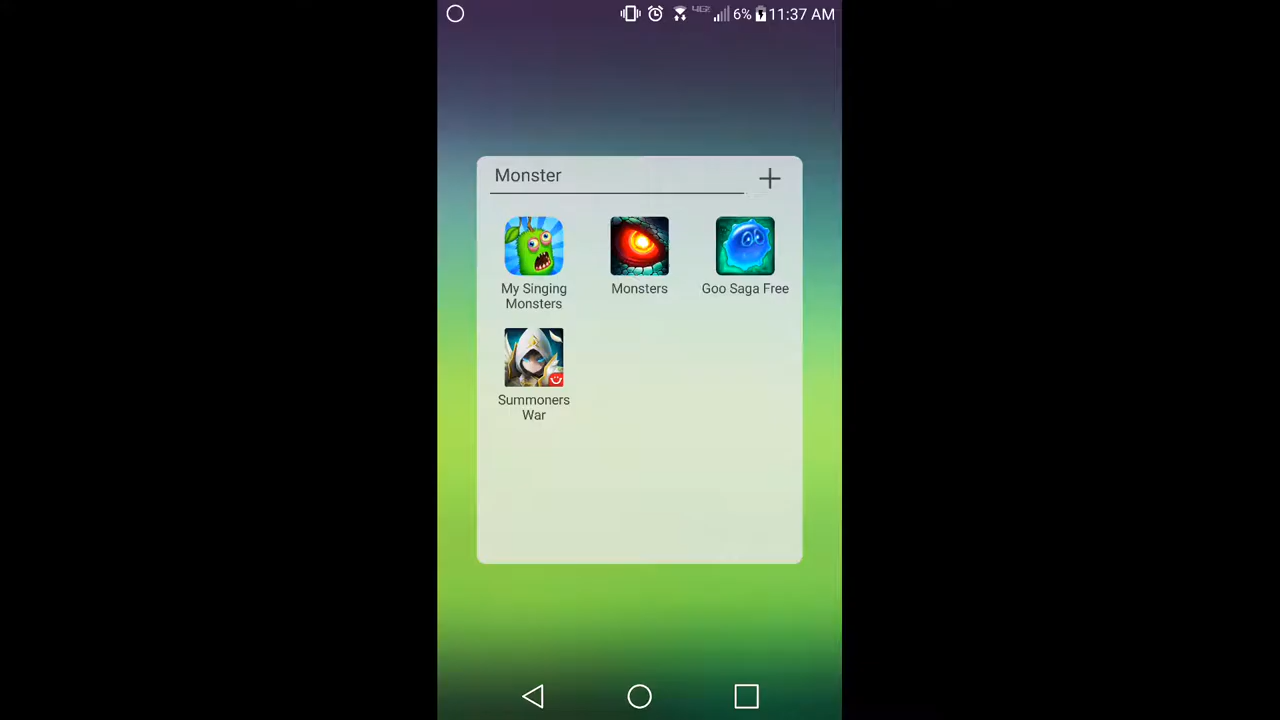 6% 11:37 AM
Monster
My Singing
Monsters
Monsters
Goo Saga Free
Summoners
War